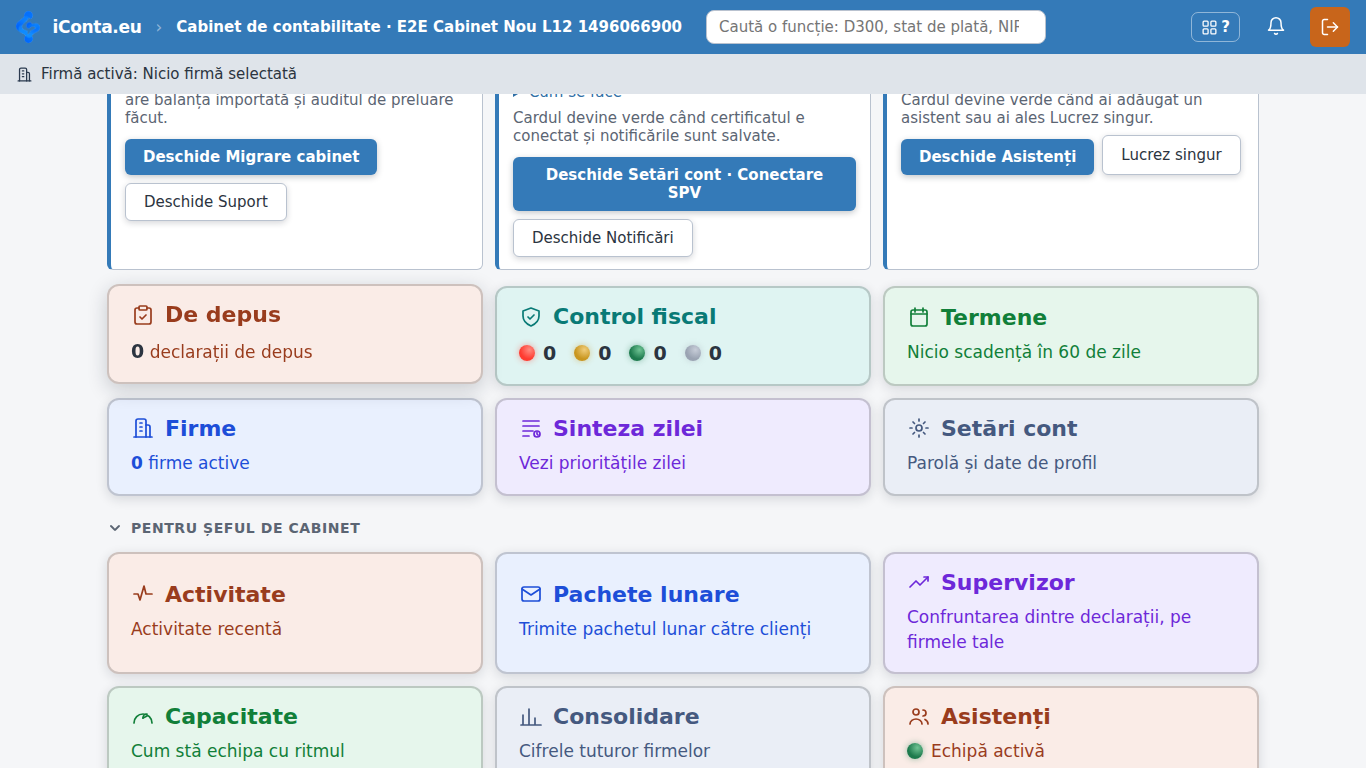 iConta.eu › Cabinet de contabilitate · E2E Cabinet Nou L12 1496066900
Caută o funcție: D300, stat de plată, NIF
?
Firmă activă: Nicio firmă selectată
are balanța importată și auditul de preluare
făcut.
Deschide Migrare cabinet
Deschide Suport
Cum se face
Cardul devine verde când certificatul e
conectat și notificările sunt salvate.
Deschide Setări cont · Conectare
SPV
Deschide Notificări
Cardul devine verde când ai adăugat un
asistent sau ai ales Lucrez singur.
Deschide Asistenți
Lucrez singur
De depus
0 declarații de depus
Control fiscal
0 0 0 0
Termene
Nicio scadență în 60 de zile
Firme
0 firme active
Sinteza zilei
Vezi prioritățile zilei
Setări cont
Parolă și date de profil
PENTRU ȘEFUL DE CABINET
Activitate
Activitate recentă
Pachete lunare
Trimite pachetul lunar către clienți
Supervizor
Confruntarea dintre declarații, pe
firmele tale
Capacitate
Cum stă echipa cu ritmul
Consolidare
Cifrele tuturor firmelor
Asistenți
Echipă activă